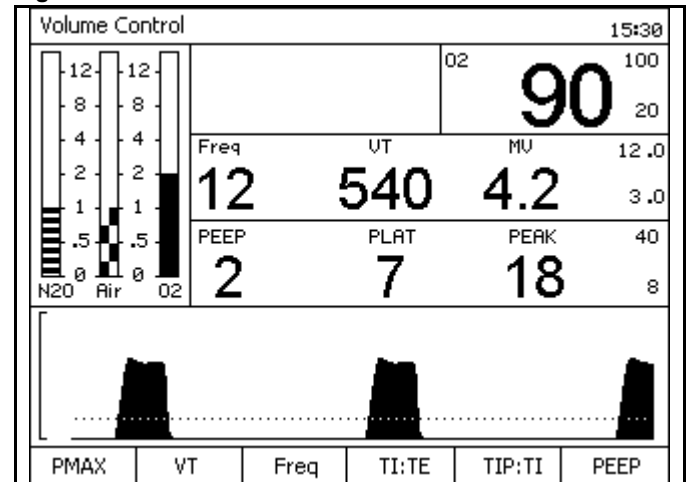 Volume Control 15:30
O2 90 100
20
12 12
8 8
4 4
2 2
1 1
.5 .5
0 0
N2O Air O2
Freq VT MV 12.0
12 540 4.2 3.0
PEEP PLAT PEAK 40
2 7 18 8
PMAX VT Freq TI:TE TIP:TI PEEP